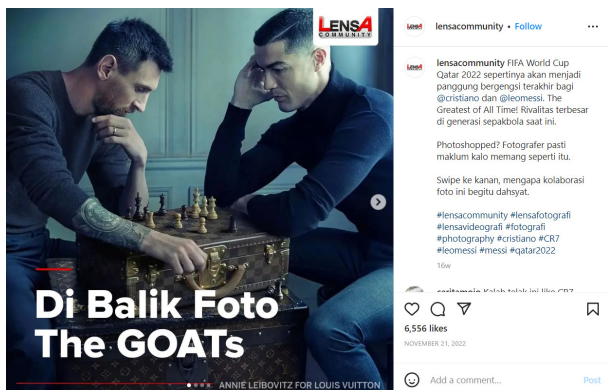 LENSA
COMMUNITY
Di Balik Foto
The GOATs
ANNIE LEIBOVITZ FOR LOUIS VUITTON
lensacommunity • Follow
lensacommunity FIFA World Cup
Qatar 2022 sepertinya akan menjadi
panggung bergengsi terakhir bagi
@cristiano dan @leomessi. The
Greatest of All Time! Rivalitas terbesar
di generasi sepakbola saat ini.
Photoshopped? Fotografer pasti
maklum kalo memang seperti itu.
Swipe ke kanan, mengapa kolaborasi
foto ini begitu dahsyat.
#lensacommunity #lensafotografi
#lensavideografi #fotografi
#photography #cristiano #CR7
#leomessi #messi #qatar2022
16w
6,556 likes
NOVEMBER 21, 2022
Add a comment...
Post